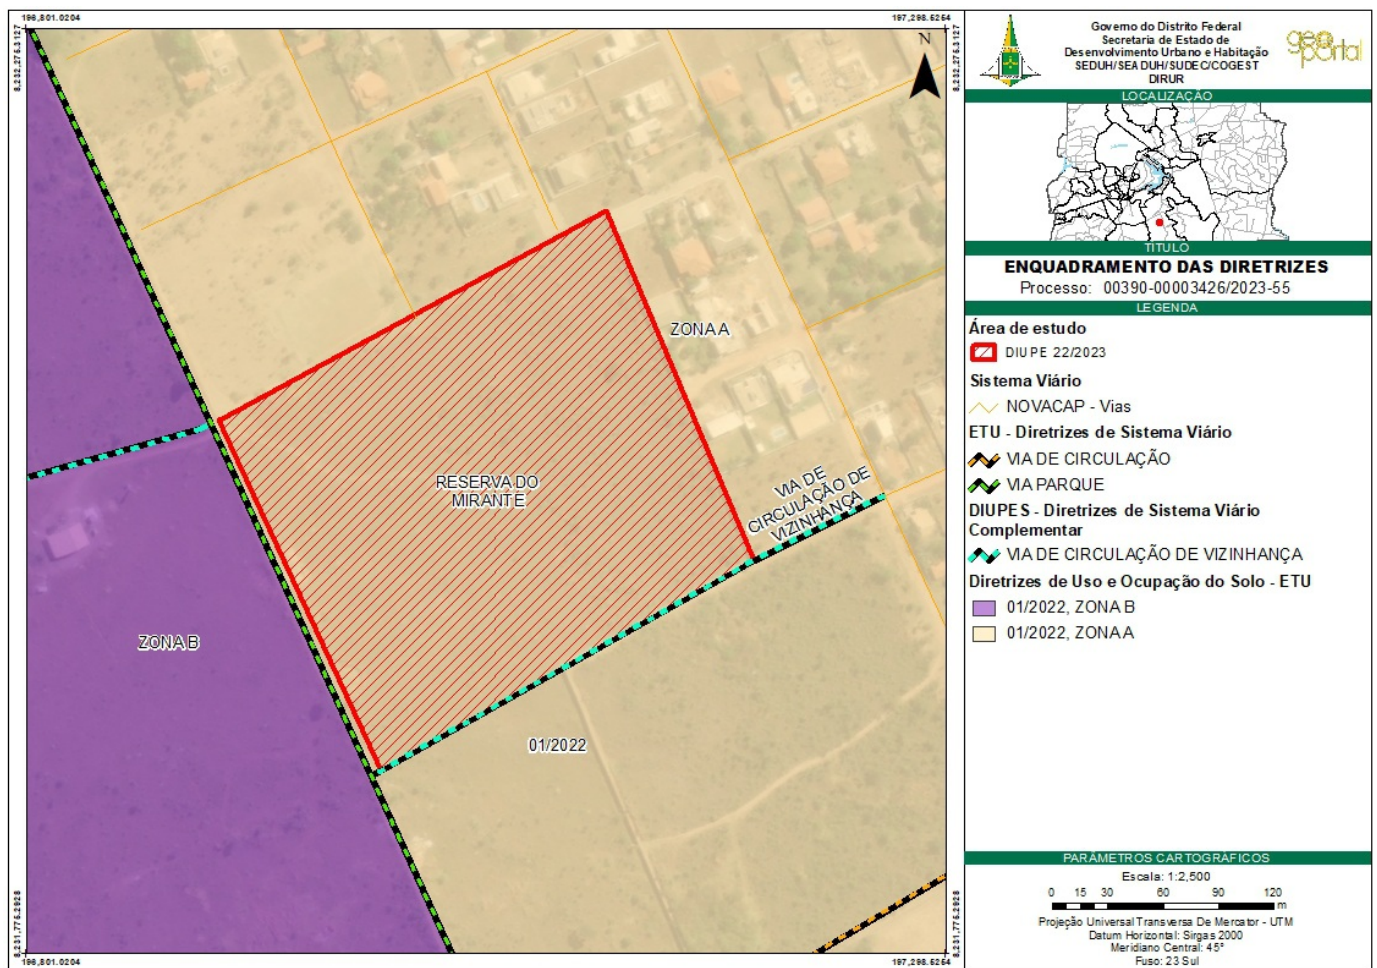 196,801.0204
197,298.5254
8,232,275.3127
8,232,275.3127
N
ZONA A
RESERVA DO
MIRANTE
VIA DE
CIRCULAÇÃO DE
VIZINHANÇA
ZONA B
01/2022
8,231,775.2928
8,231,775.2928
196,801.0204
197,298.5254
Governo do Distrito Federal
Secretaria de Estado de
Desenvolvimento Urbano e Habitação
SEDUH/SEADUH/SUDEC/COGEST
DIRUR
geo
portal
LOCALIZAÇÃO
TÍTULO
ENQUADRAMENTO DAS DIRETRIZES
Processo: 00390-00003426/2023-55
LEGENDA
Área de estudo
DIUPE 22/2023
Sistema Viário
NOVACAP - Vias
ETU - Diretrizes de Sistema Viário
VIA DE CIRCULAÇÃO
VIA PARQUE
DIUPES - Diretrizes de Sistema Viário
Complementar
VIA DE CIRCULAÇÃO DE VIZINHANÇA
Diretrizes de Uso e Ocupação do Solo - ETU
01/2022, ZONA B
01/2022, ZONA A
PARÂMETROS CARTOGRÁFICOS
Escala: 1:2,500
0 15 30 60 90 120
m
Projeção Universal Transversa De Mercator - UTM
Datum Horizontal: Sirgas 2000
Meridiano Central: 45°
Fuso: 23 Sul